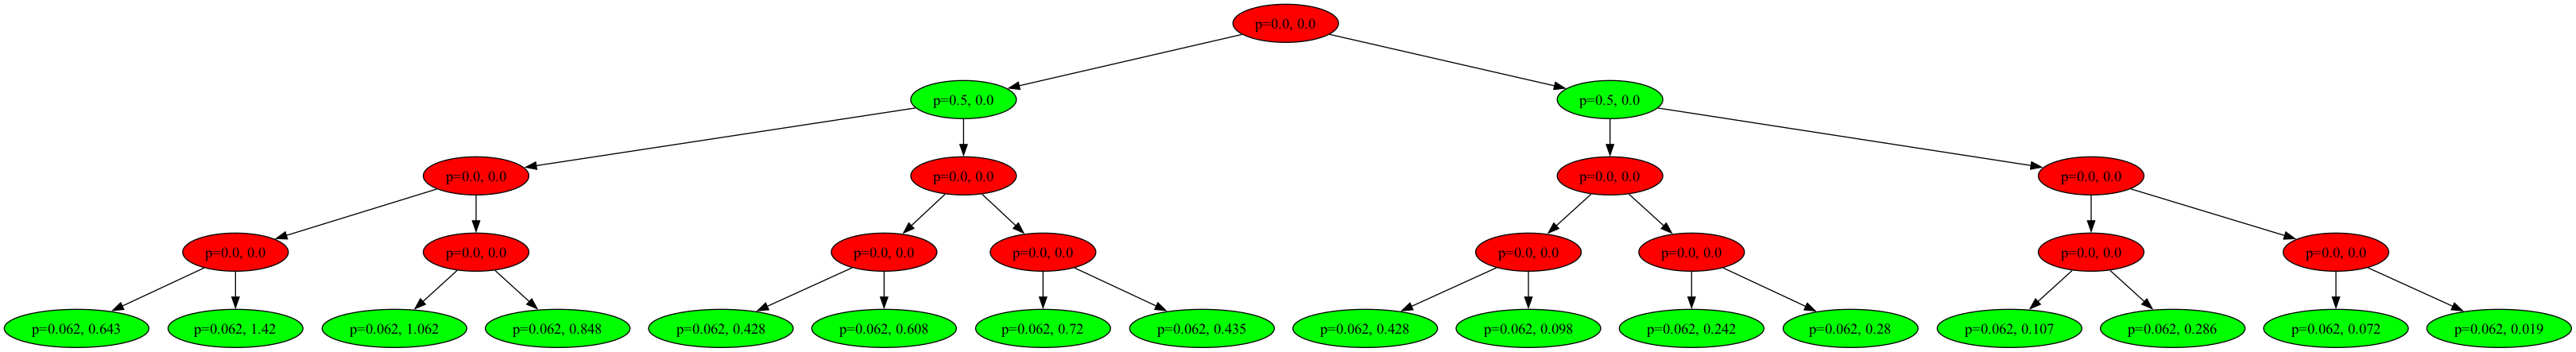 p=0.0, 0.0
p=0.5, 0.0
p=0.5, 0.0
p=0.0, 0.0
p=0.0, 0.0
p=0.0, 0.0
p=0.0, 0.0
p=0.0, 0.0
p=0.0, 0.0
p=0.0, 0.0
p=0.0, 0.0
p=0.0, 0.0
p=0.0, 0.0
p=0.0, 0.0
p=0.0, 0.0
p=0.062, 0.643
p=0.062, 1.42
p=0.062, 1.062
p=0.062, 0.848
p=0.062, 0.428
p=0.062, 0.608
p=0.062, 0.72
p=0.062, 0.435
p=0.062, 0.428
p=0.062, 0.098
p=0.062, 0.242
p=0.062, 0.28
p=0.062, 0.107
p=0.062, 0.286
p=0.062, 0.072
p=0.062, 0.019